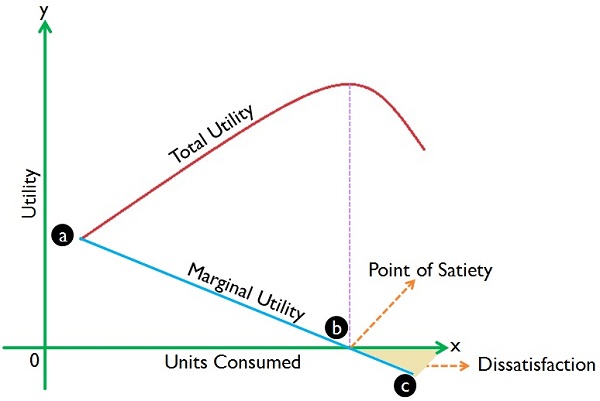 y
Total Utility
Utility
a
Marginal Utility
Point of Satiety
b
x
0
Units Consumed
Dissatisfaction
c